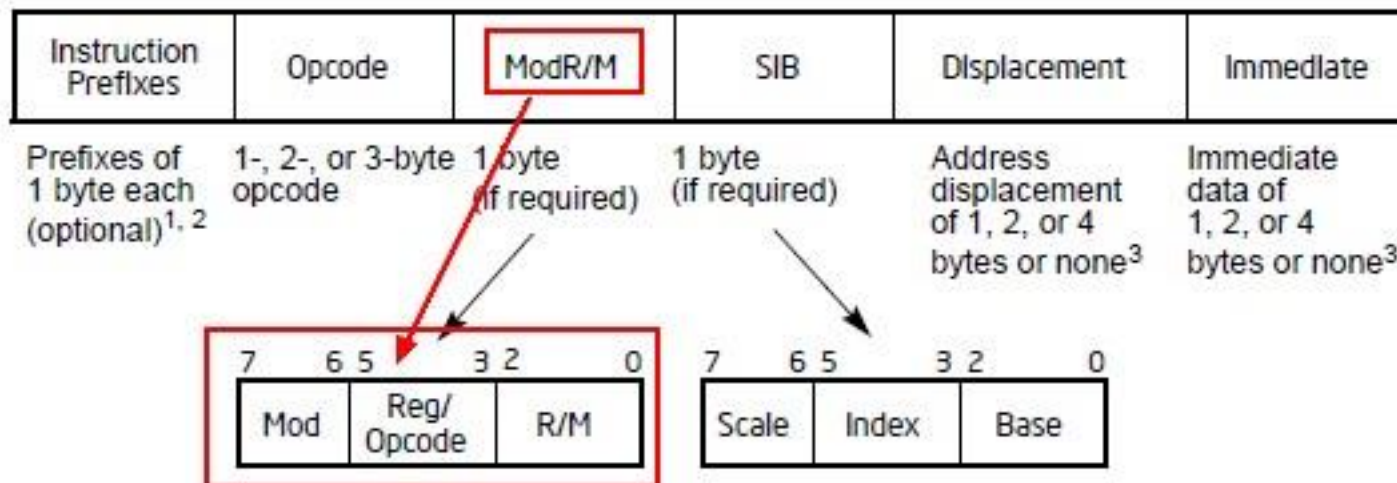 Instruction Prefixes
Opcode
ModR/M
SIB
Displacement
Immediate
Prefixes of
1 byte each
(optional)1, 2
1-, 2-, or 3-byte
opcode
1 byte
(if required)
1 byte
(if required)
Address
displacement
of 1, 2, or 4
bytes or none3
Immediate
data of
1, 2, or 4
bytes or none3
7 6 5 3 2 0
Mod
Reg/
Opcode
R/M
7 6 5 3 2 0
Scale
Index
Base